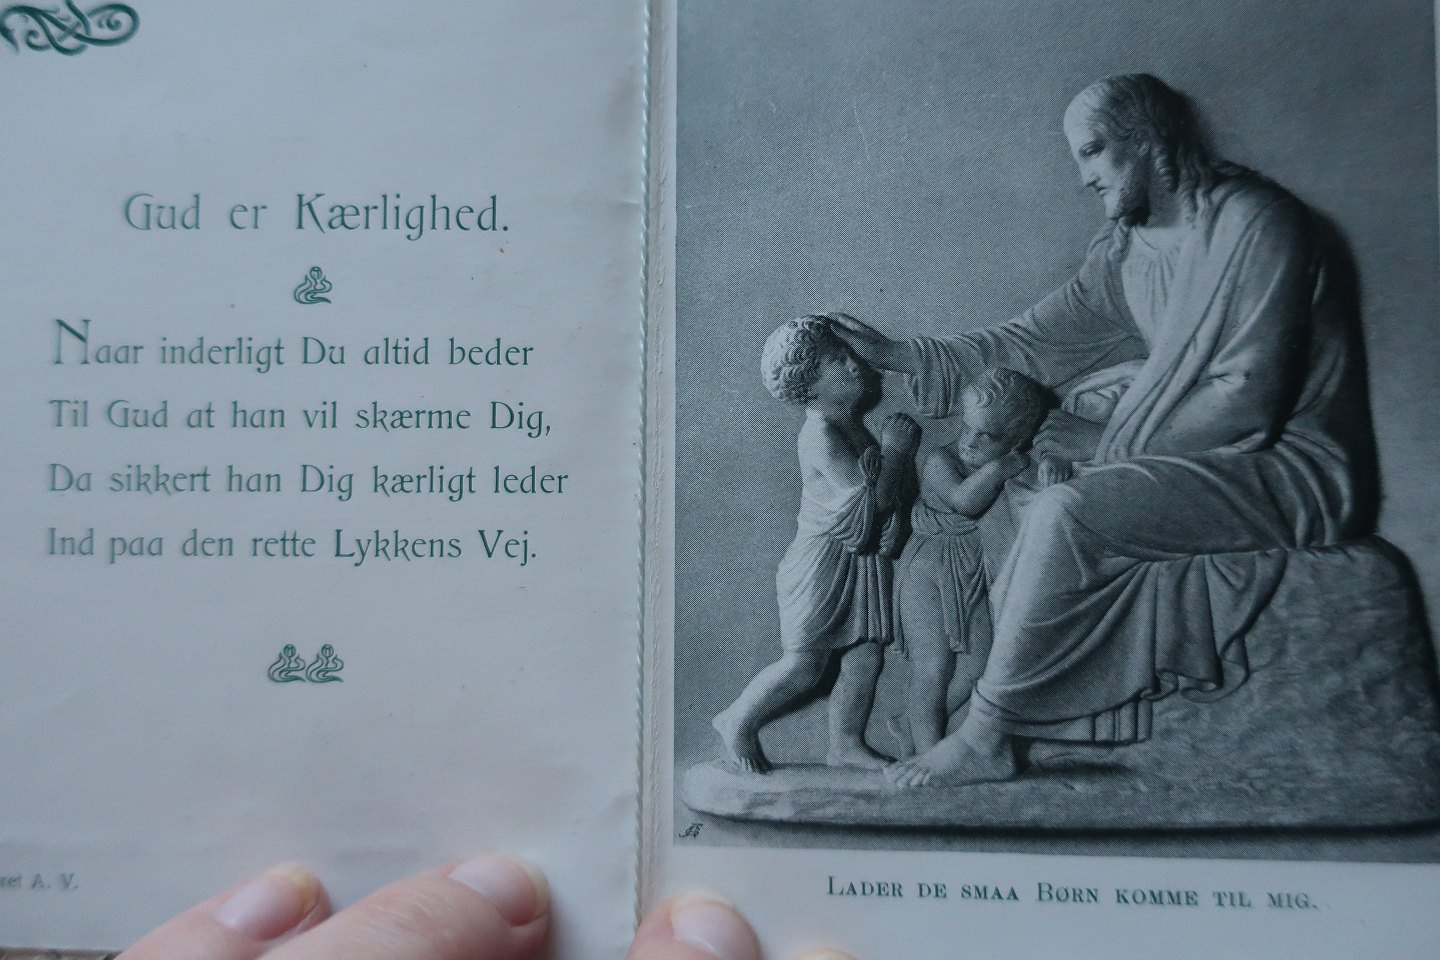 Gud er Kærlighed.
Naar inderligt Du altid beder
Til Gud at han vil skærme Dig,
Da sikkert han Dig kærligt leder
Ind paa den rette Lykkens Vej.
A. V.
LADER DE SMAA BØRN KOMME TIL MIG.